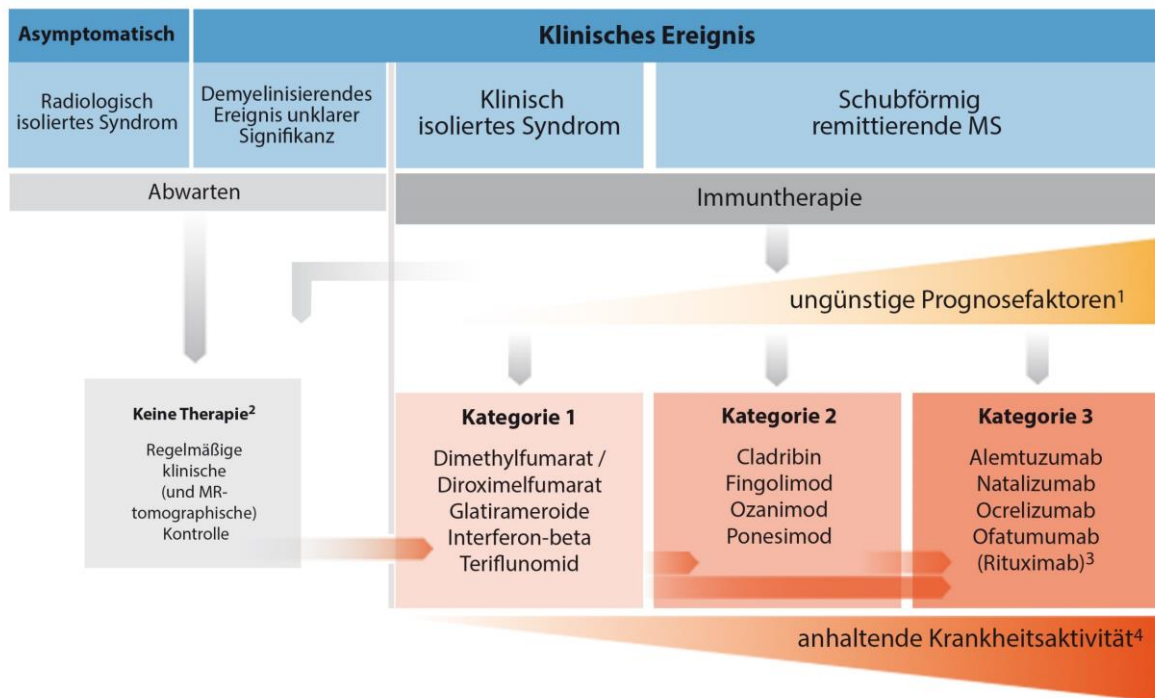 Asymptomatisch
Klinisches Ereignis
Radiologisch
isoliertes Syndrom
Demyelinisierendes
Ereignis unklarer
Signifikanz
Klinisch
isoliertes Syndrom
Schubförmig
remittierende MS
Abwarten
Immuntherapie
ungünstige Prognosefaktoren¹
Keine Therapie²
Regelmäßige
klinische
(und MR-
tomographische)
Kontrolle
Kategorie 1
Dimethylfumarat /
Diroximelfumarat
Glatirameroide
Interferon-beta
Teriflunomid
Kategorie 2
Cladribin
Fingolimod
Ozanimod
Ponesimod
Kategorie 3
Alemtuzumab
Natalizumab
Ocrelizumab
Ofatumumab
(Rituximab)³
anhaltende Krankheitsaktivität⁴